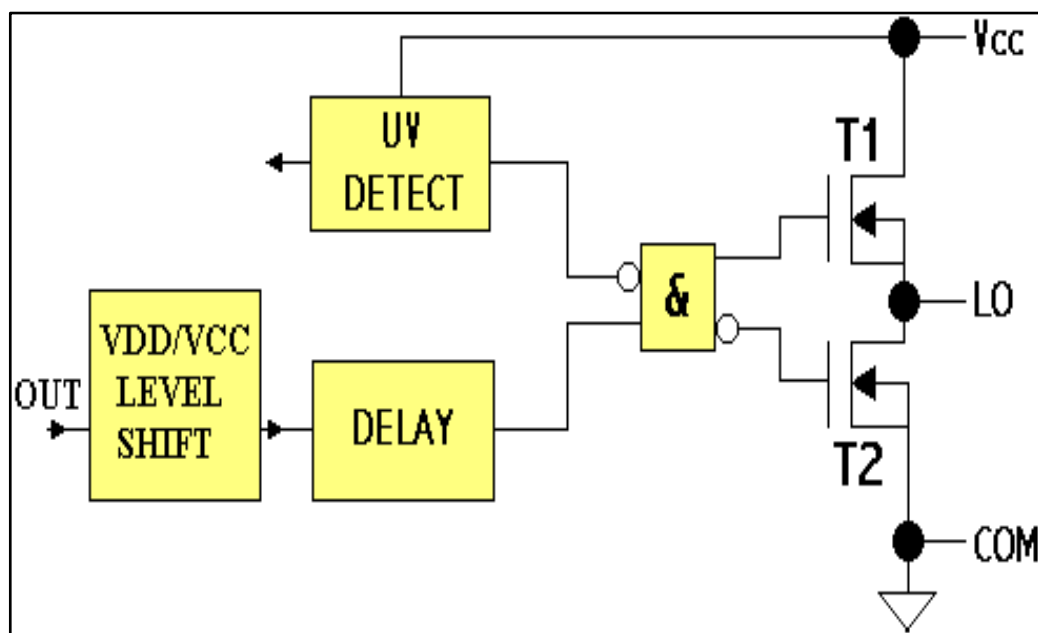 Vcc
UV
DETECT
T1
&
LO
VDD/VCC
LEVEL
SHIFT
OUT
DELAY
T2
COM